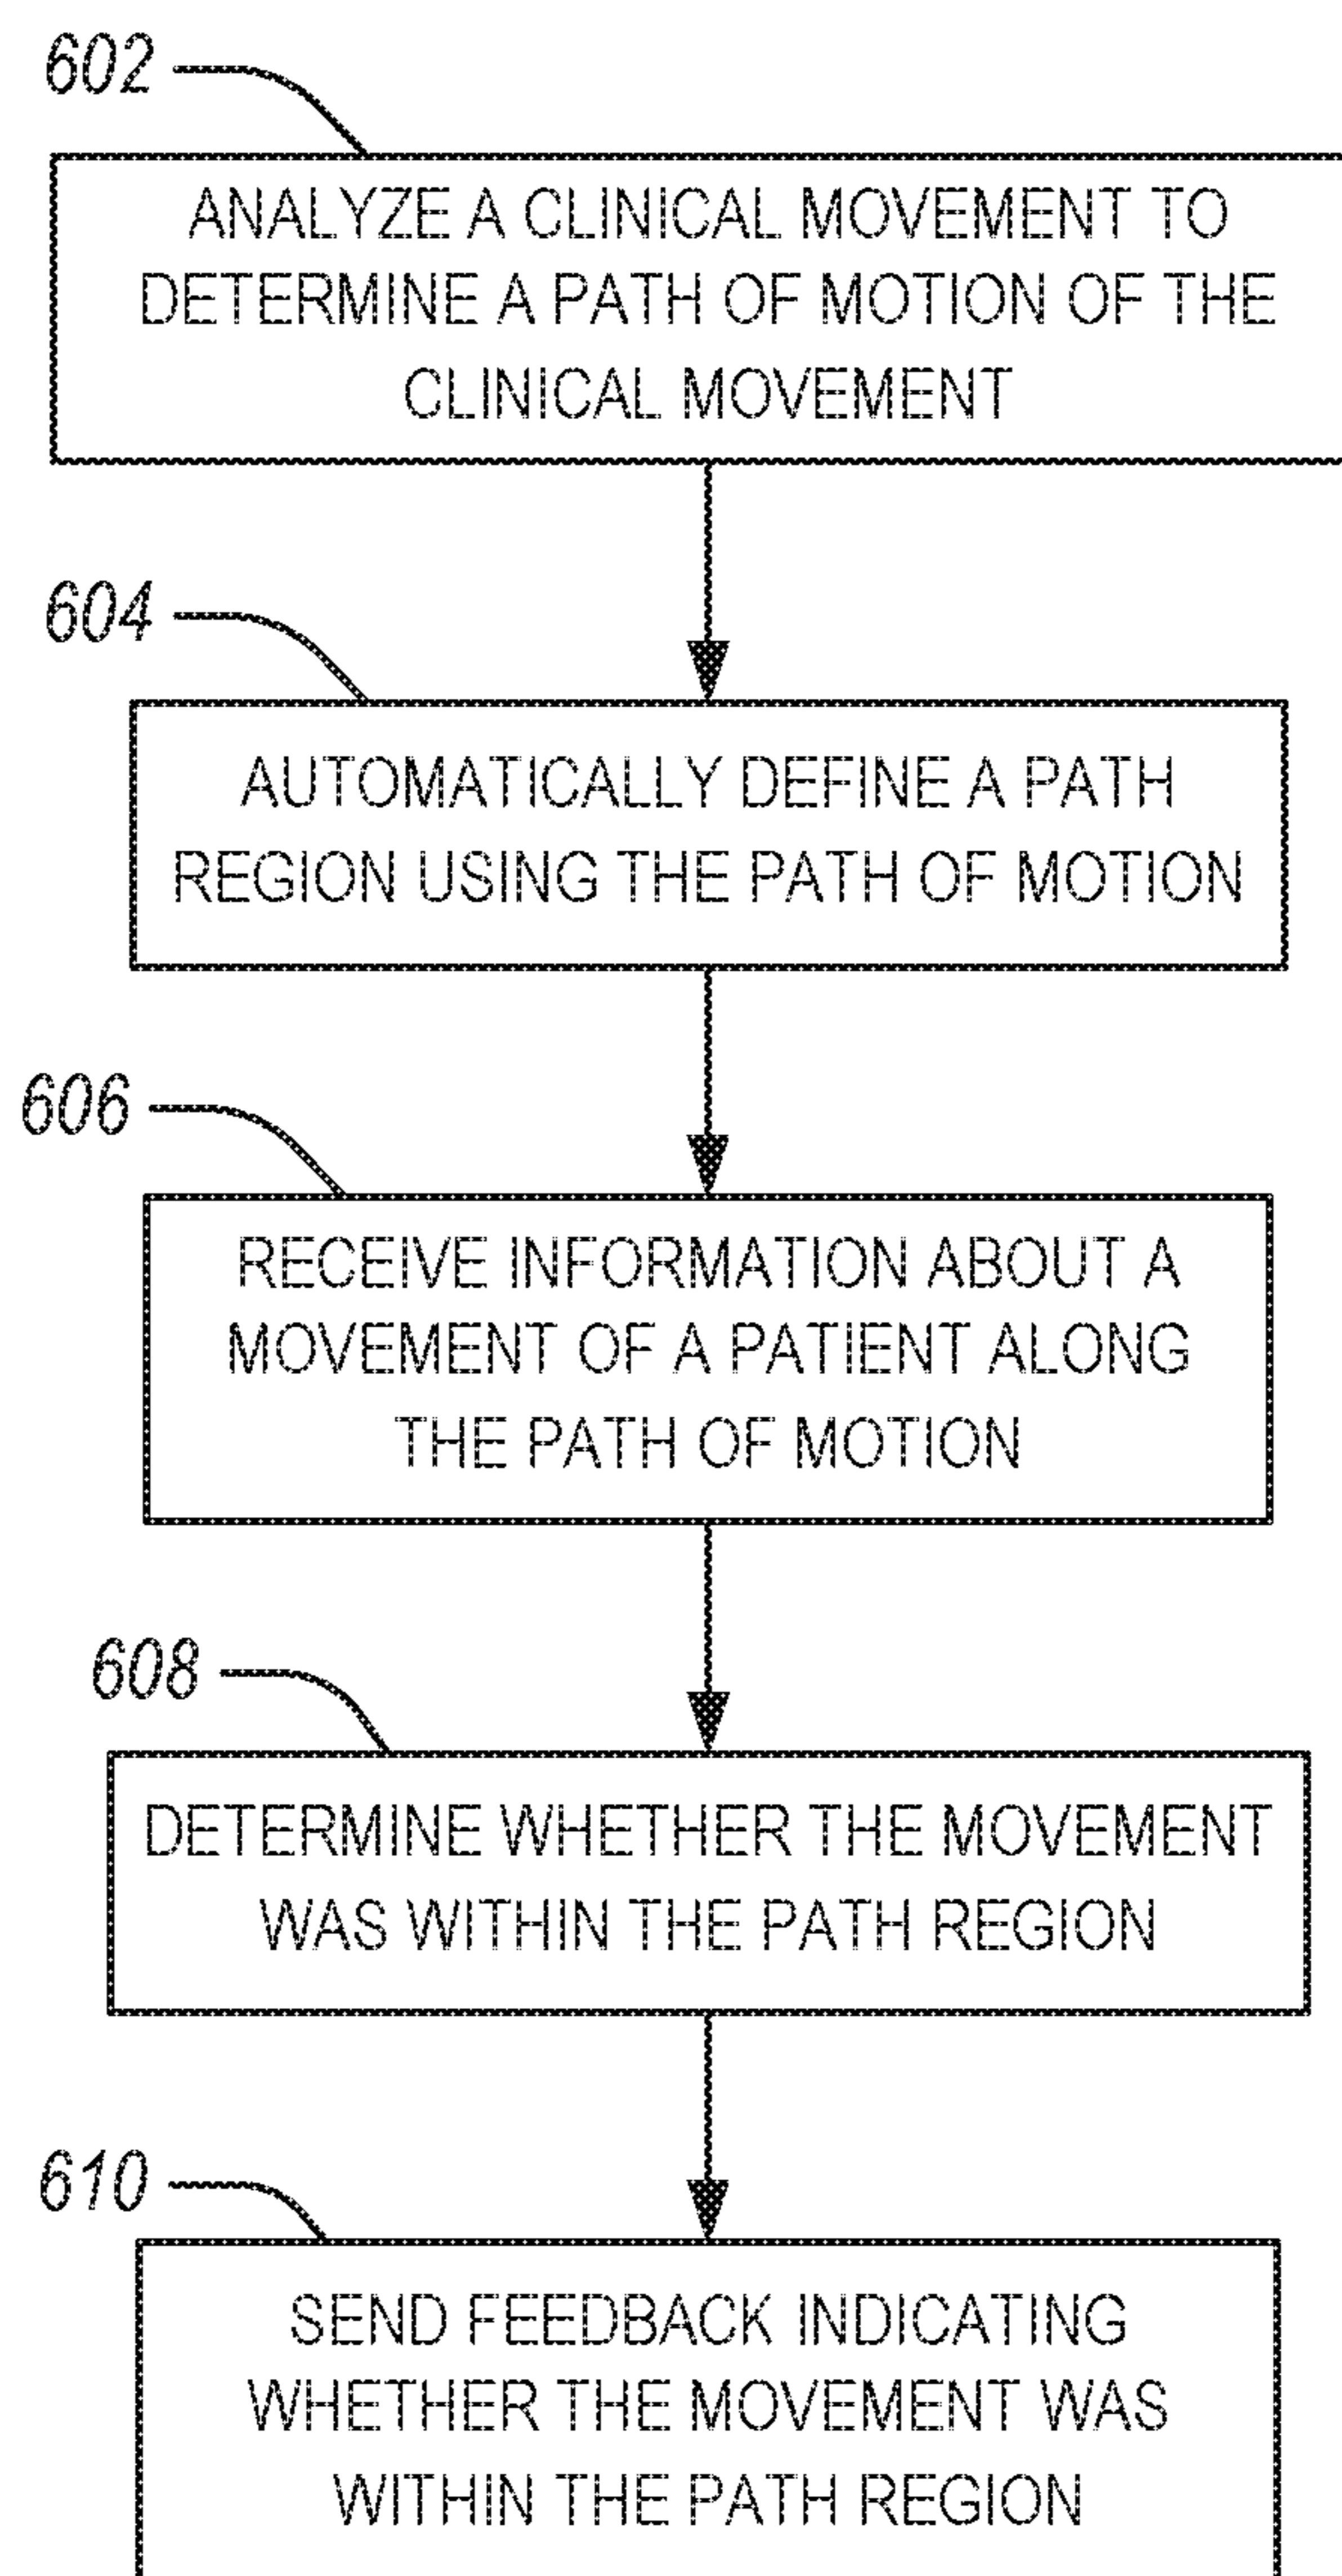 602
ANALYZE A CLINICAL MOVEMENT TO
DETERMINE A PATH OF MOTION OF THE
CLINICAL MOVEMENT
604
AUTOMATICALLY DEFINE A PATH
REGION USING THE PATH OF MOTION
606
RECEIVE INFORMATION ABOUT A
MOVEMENT OF A PATIENT ALONG
THE PATH OF MOTION
608
DETERMINE WHETHER THE MOVEMENT
WAS WITHIN THE PATH REGION
610
SEND FEEDBACK INDICATING
WHETHER THE MOVEMENT WAS
WITHIN THE PATH REGION